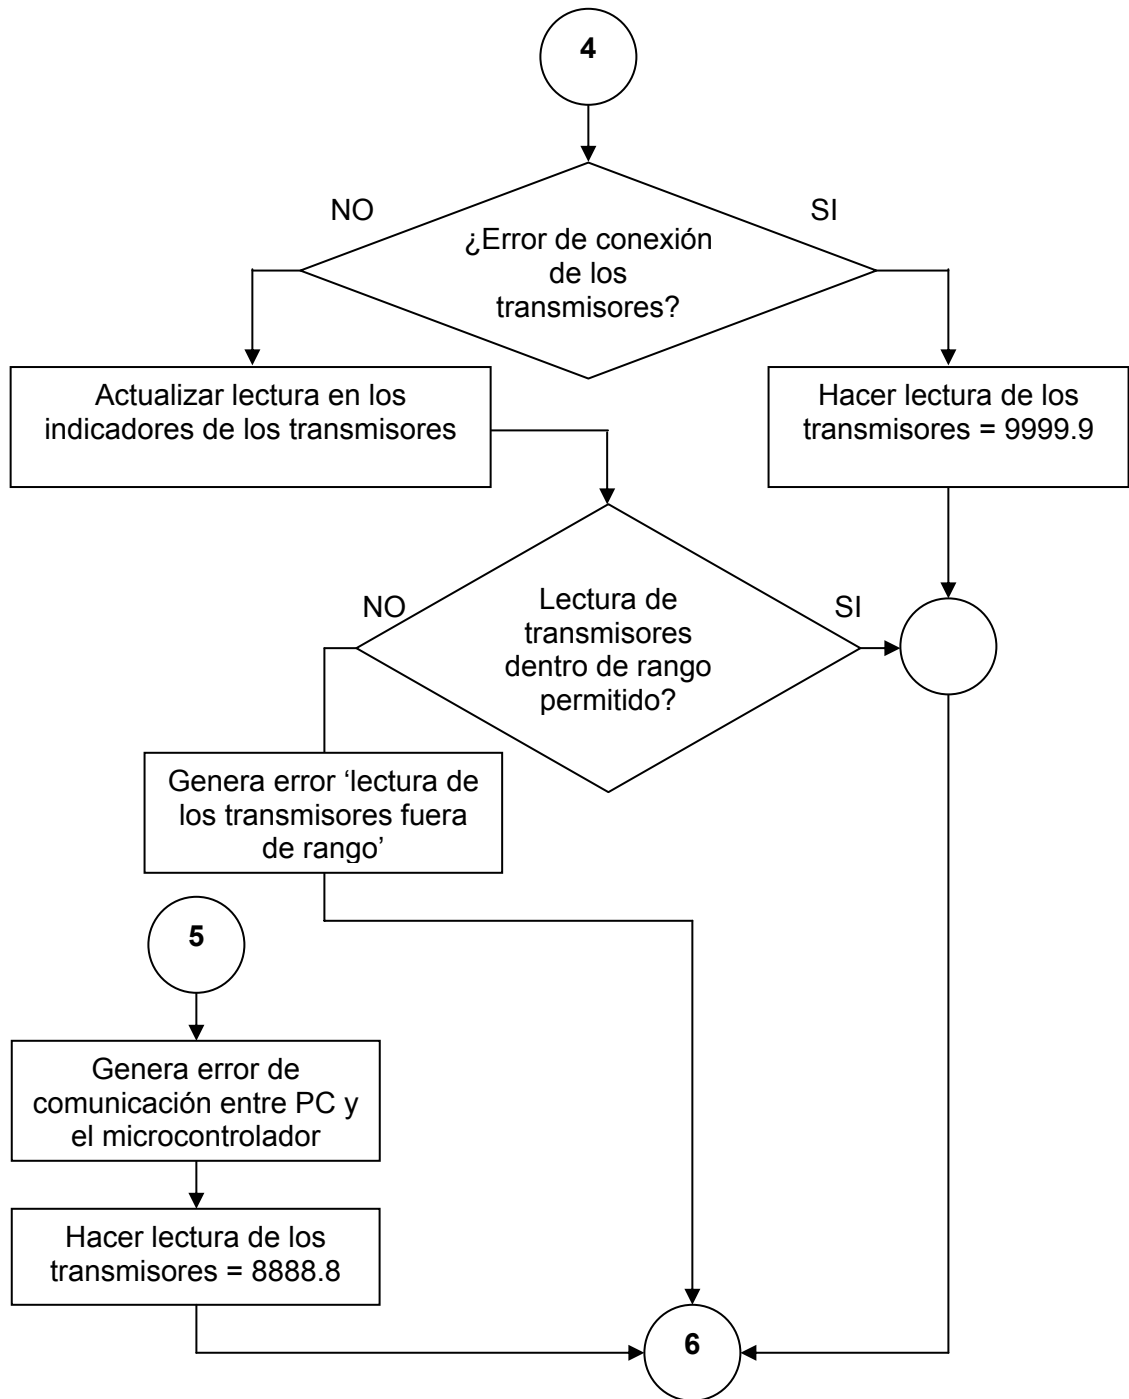 4
NO
SI
¿Error de conexión
de los
transmisores?
Actualizar lectura en los
indicadores de los transmisores
Hacer lectura de los
transmisores = 9999.9
NO
SI
Lectura de
transmisores
dentro de rango
permitido?
Genera error ‘lectura de
los transmisores fuera
de rango’
5
Genera error de
comunicación entre PC y
el microcontrolador
Hacer lectura de los
transmisores = 8888.8
6